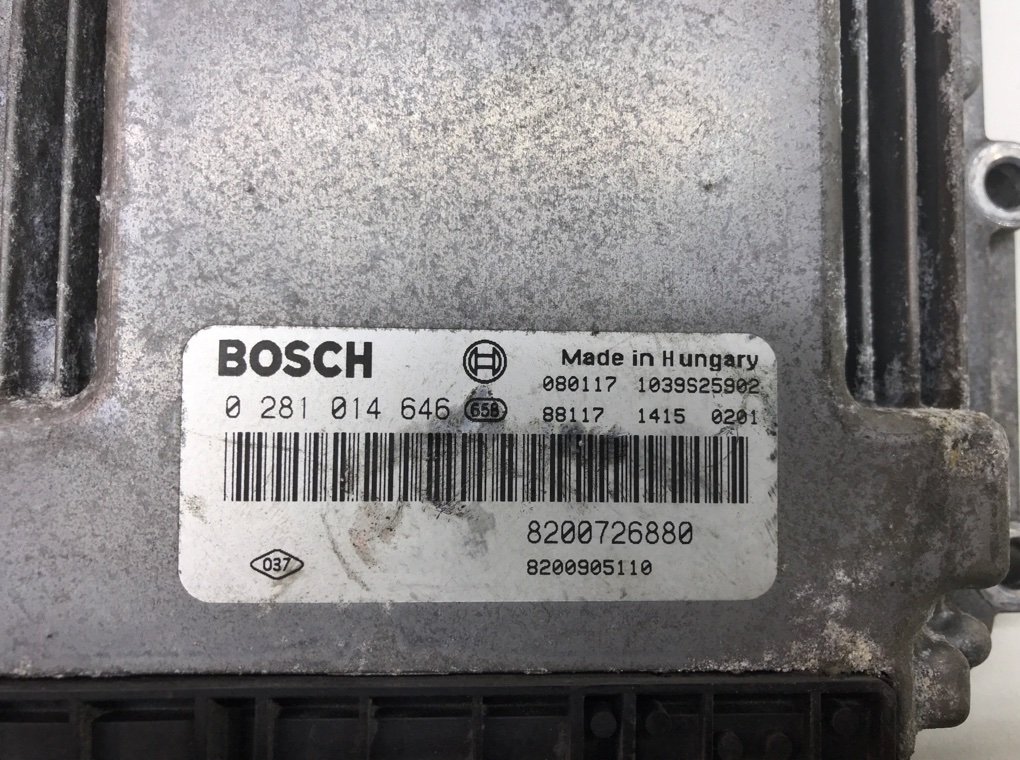 BOSCH
Made in Hungary
080117 1039S25902
0 281 014 646 658
88117 1415 0201
8200726880
037
8200905110